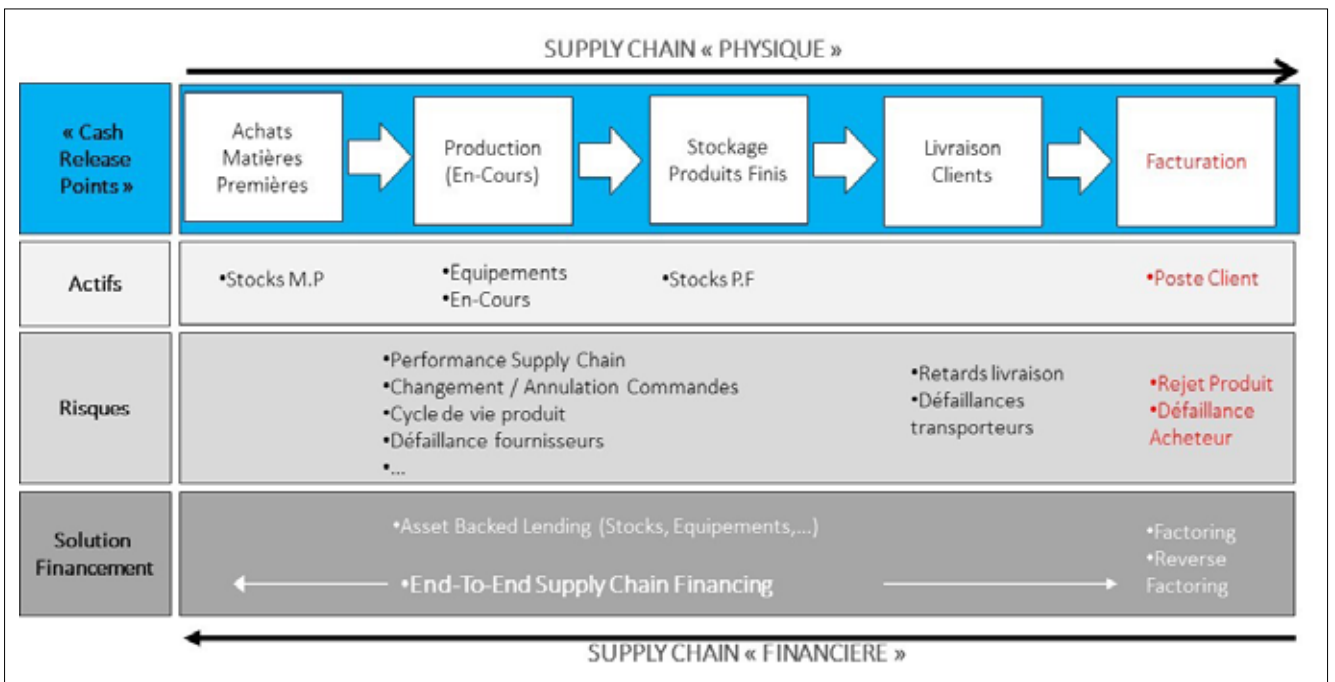 SUPPLY CHAIN « PHYSIQUE »
« Cash
Release
Points »
Achats
Matières
Premières
Production
(En-Cours)
Stockage
Produits Finis
Livraison
Clients
Facturation
Actifs
•Stocks M.P
•Equipements
•En-Cours
•Stocks P.F
•Poste Client
Risques
•Performance Supply Chain
•Changement / Annulation Commandes
•Cycle de vie produit
•Défaillance fournisseurs
•...
•Retards livraison
•Défaillances
transporteurs
•Rejet Produit
•Défaillance
Acheteur
Solution
Financement
•Asset Backed Lending (Stocks, Equipements,...)
•End-To-End Supply Chain Financing
•Factoring
•Reverse
Factoring
SUPPLY CHAIN « FINANCIERE »